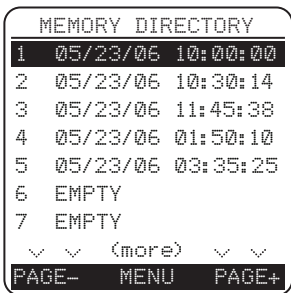 MEMORY DIRECTORY
1 05/23/06 10:00:00
2 05/23/06 10:30:14
3 05/23/06 11:45:38
4 05/23/06 01:50:10
5 05/23/06 03:35:25
6 EMPTY
7 EMPTY
(more)
PAGE- MENU PAGE+